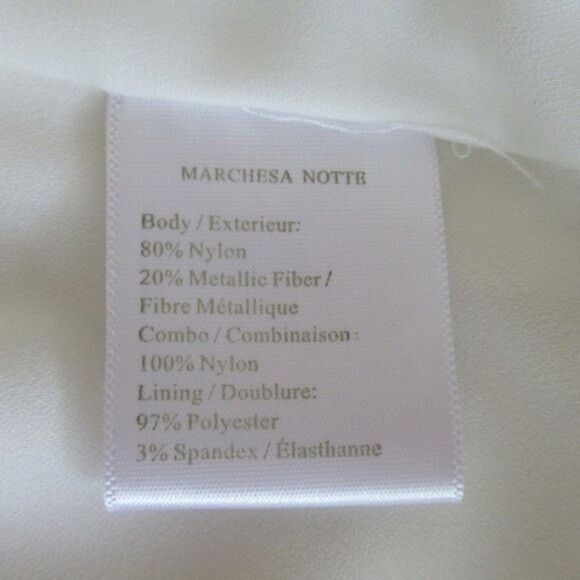 MARCHESA NOTTE
Body / Exterieur:
80% Nylon
20% Metallic Fiber /
Fibre Métallique
Combo / Combinaison:
100% Nylon
Lining / Doublure:
97% Polyester
3% Spandex / Élasthanne